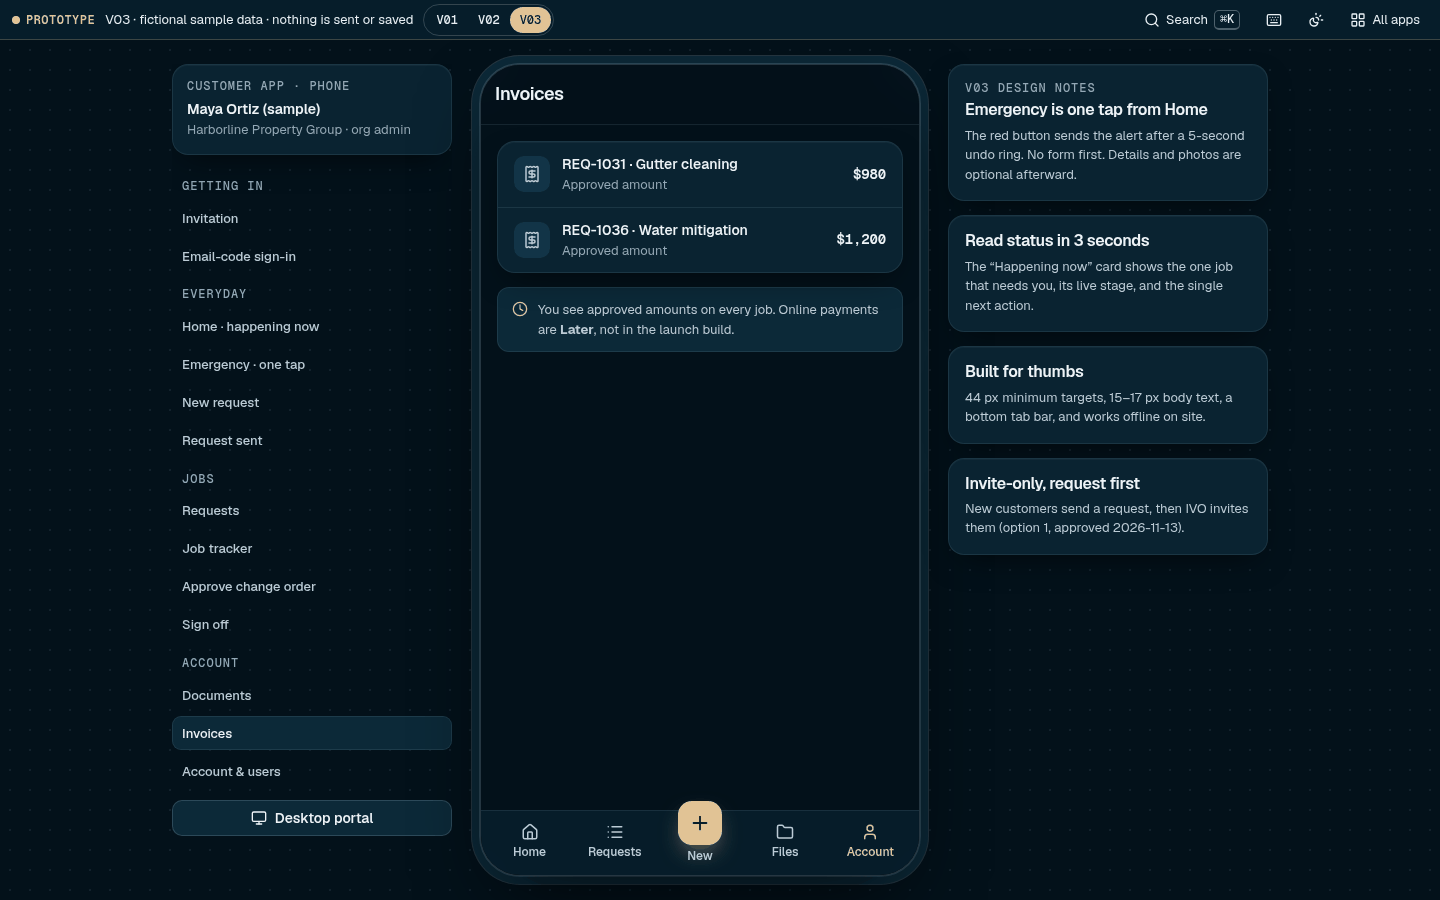 PROTOTYPE V03 · fictional sample data · nothing is sent or saved V01 V02 V03 Search ⌘K All apps
CUSTOMER APP · PHONE
Maya Ortiz (sample)
Harborline Property Group · org admin
GETTING IN
Invitation
Email-code sign-in
EVERYDAY
Home · happening now
Emergency · one tap
New request
Request sent
JOBS
Requests
Job tracker
Approve change order
Sign off
ACCOUNT
Documents
Invoices
Account & users
Desktop portal
Invoices
REQ-1031 · Gutter cleaning
Approved amount
$980
REQ-1036 · Water mitigation
Approved amount
$1,200
You see approved amounts on every job. Online payments
are Later, not in the launch build.
Home
Requests
New
Files
Account
V03 DESIGN NOTES
Emergency is one tap from Home
The red button sends the alert after a 5-second
undo ring. No form first. Details and photos are
optional afterward.
Read status in 3 seconds
The “Happening now” card shows the one job
that needs you, its live stage, and the single
next action.
Built for thumbs
44 px minimum targets, 15–17 px body text, a
bottom tab bar, and works offline on site.
Invite-only, request first
New customers send a request, then IVO invites
them (option 1, approved 2026-11-13).